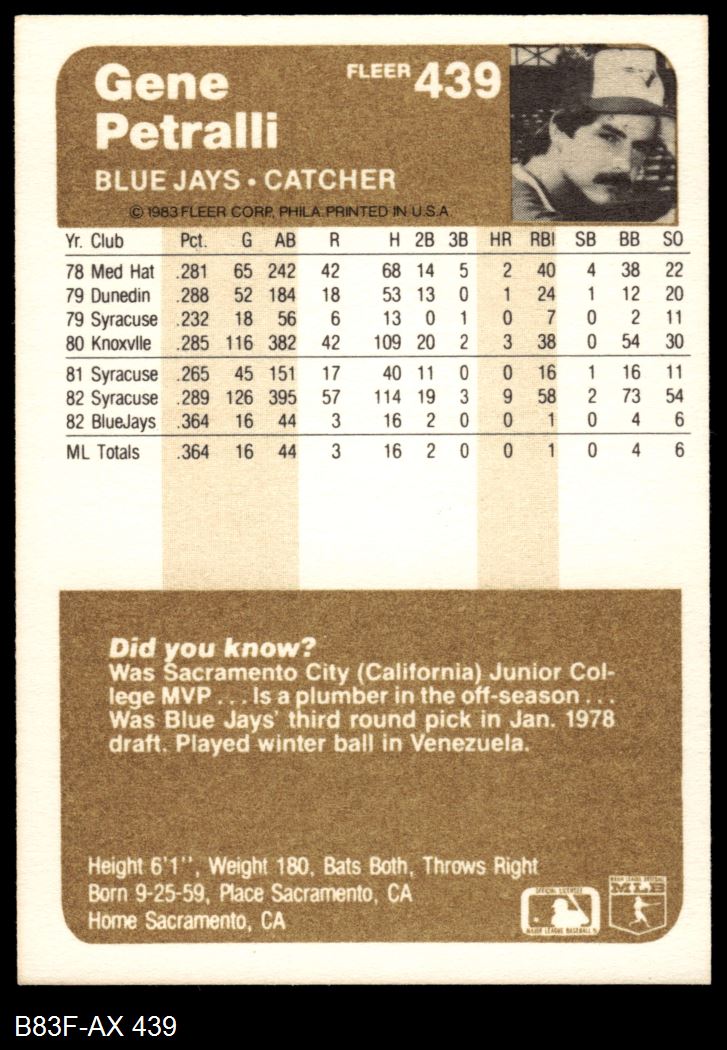 Gene
Petralli
FLEER 439
BLUE JAYS • CATCHER
© 1983 FLEER CORP., PHILA. PRINTED IN U.S.A.
Yr. Club Pct. G AB R H 2B 3B HR RBI SB BB SO
78 Med Hat .281 65 242 42 68 14 5 2 40 4 38 22
79 Dunedin .288 52 184 18 53 13 0 1 24 1 12 20
79 Syracuse .232 18 56 6 13 0 1 0 7 0 2 11
80 Knoxvlle .285 116 382 42 109 20 2 3 38 0 54 30
81 Syracuse .265 45 151 17 40 11 0 0 16 1 16 11
82 Syracuse .289 126 395 57 114 19 3 9 58 2 73 54
82 BlueJays .364 16 44 3 16 2 0 0 1 0 4 6
ML Totals .364 16 44 3 16 2 0 0 1 0 4 6
Did you know?
Was Sacramento City (California) Junior Col-
lege MVP . . . Is a plumber in the off-season . . .
Was Blue Jays' third round pick in Jan. 1978
draft. Played winter ball in Venezuela.
Height 6'1'', Weight 180, Bats Both, Throws Right
Born 9-25-59, Place Sacramento, CA
Home Sacramento, CA
MLB
MAJOR LEAGUE BASEBALL
B83F-AX 439